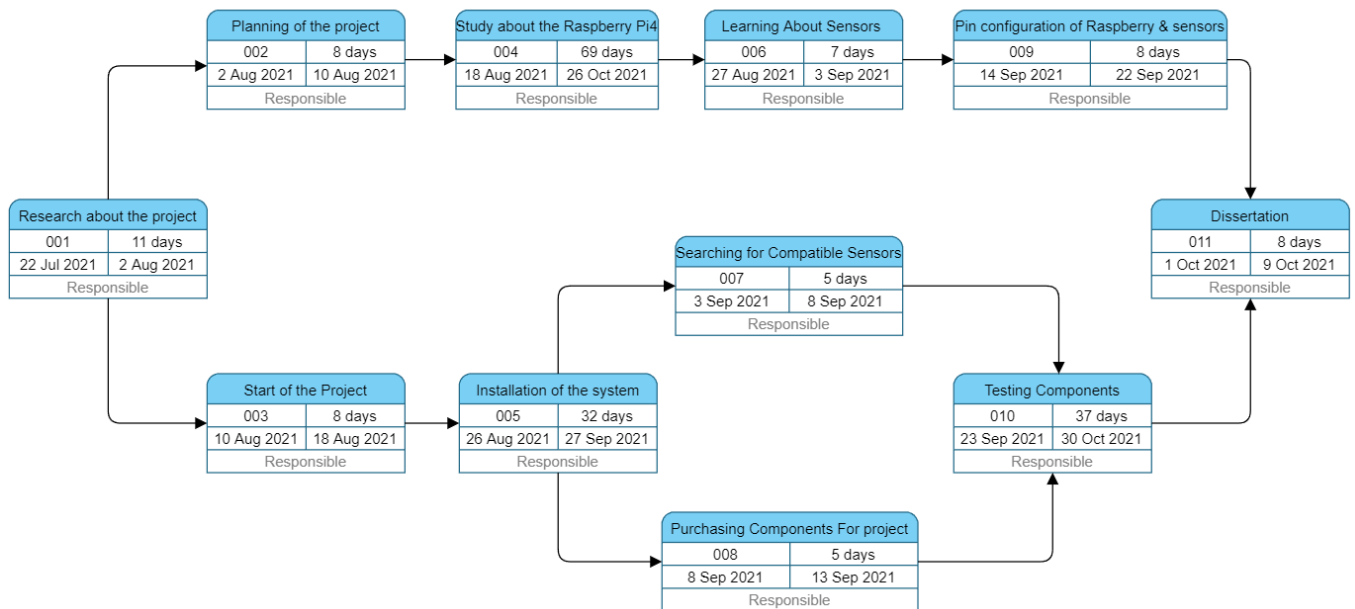 Planning of the project
002 8 days
2 Aug 2021 10 Aug 2021
Responsible
Study about the Raspberry Pi4
004 69 days
18 Aug 2021 26 Oct 2021
Responsible
Learning About Sensors
006 7 days
27 Aug 2021 3 Sep 2021
Responsible
Pin configuration of Raspberry & sensors
009 8 days
14 Sep 2021 22 Sep 2021
Responsible
Research about the project
001 11 days
22 Jul 2021 2 Aug 2021
Responsible
Dissertation
011 8 days
1 Oct 2021 9 Oct 2021
Responsible
Searching for Compatible Sensors
007 5 days
3 Sep 2021 8 Sep 2021
Responsible
Start of the Project
003 8 days
10 Aug 2021 18 Aug 2021
Responsible
Installation of the system
005 32 days
26 Aug 2021 27 Sep 2021
Responsible
Testing Components
010 37 days
23 Sep 2021 30 Oct 2021
Responsible
Purchasing Components For project
008 5 days
8 Sep 2021 13 Sep 2021
Responsible